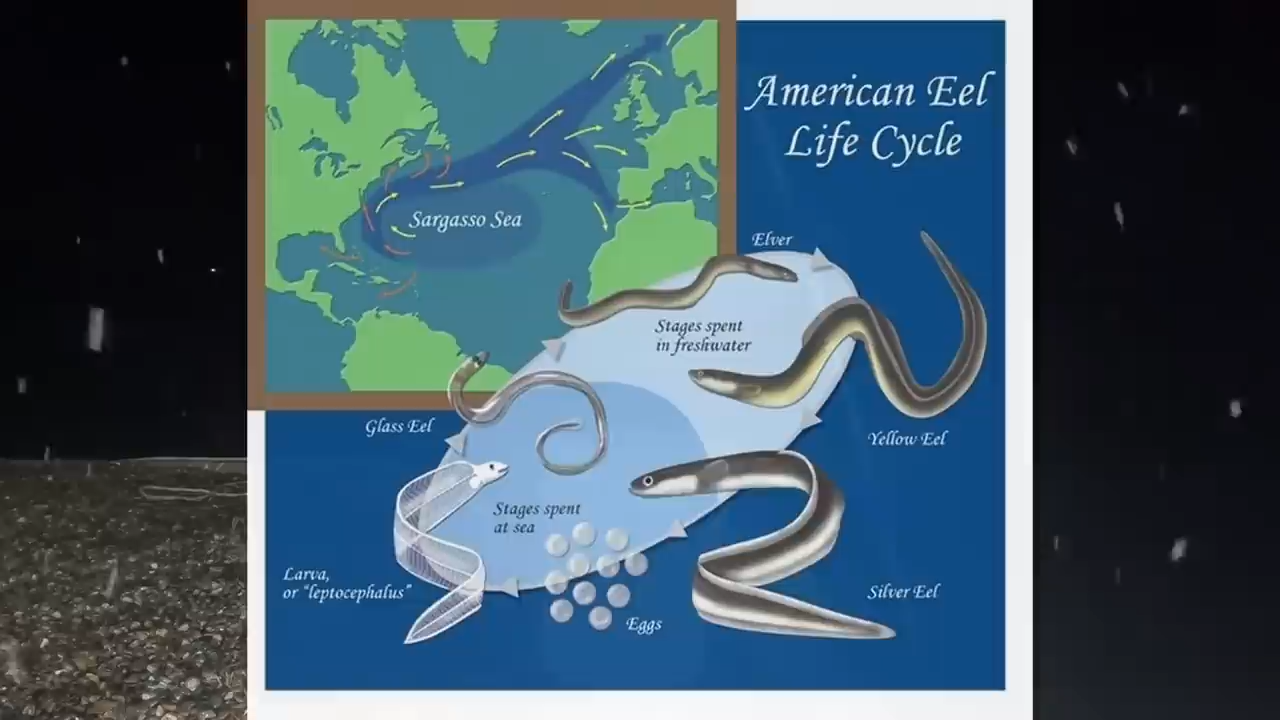 American Eel
Life Cycle
Sargasso Sea
Elver
Stages spent
in freshwater
Glass Eel
Yellow Eel
Stages spent
at sea
Larva,
or "leptocephalus"
Silver Eel
Eggs